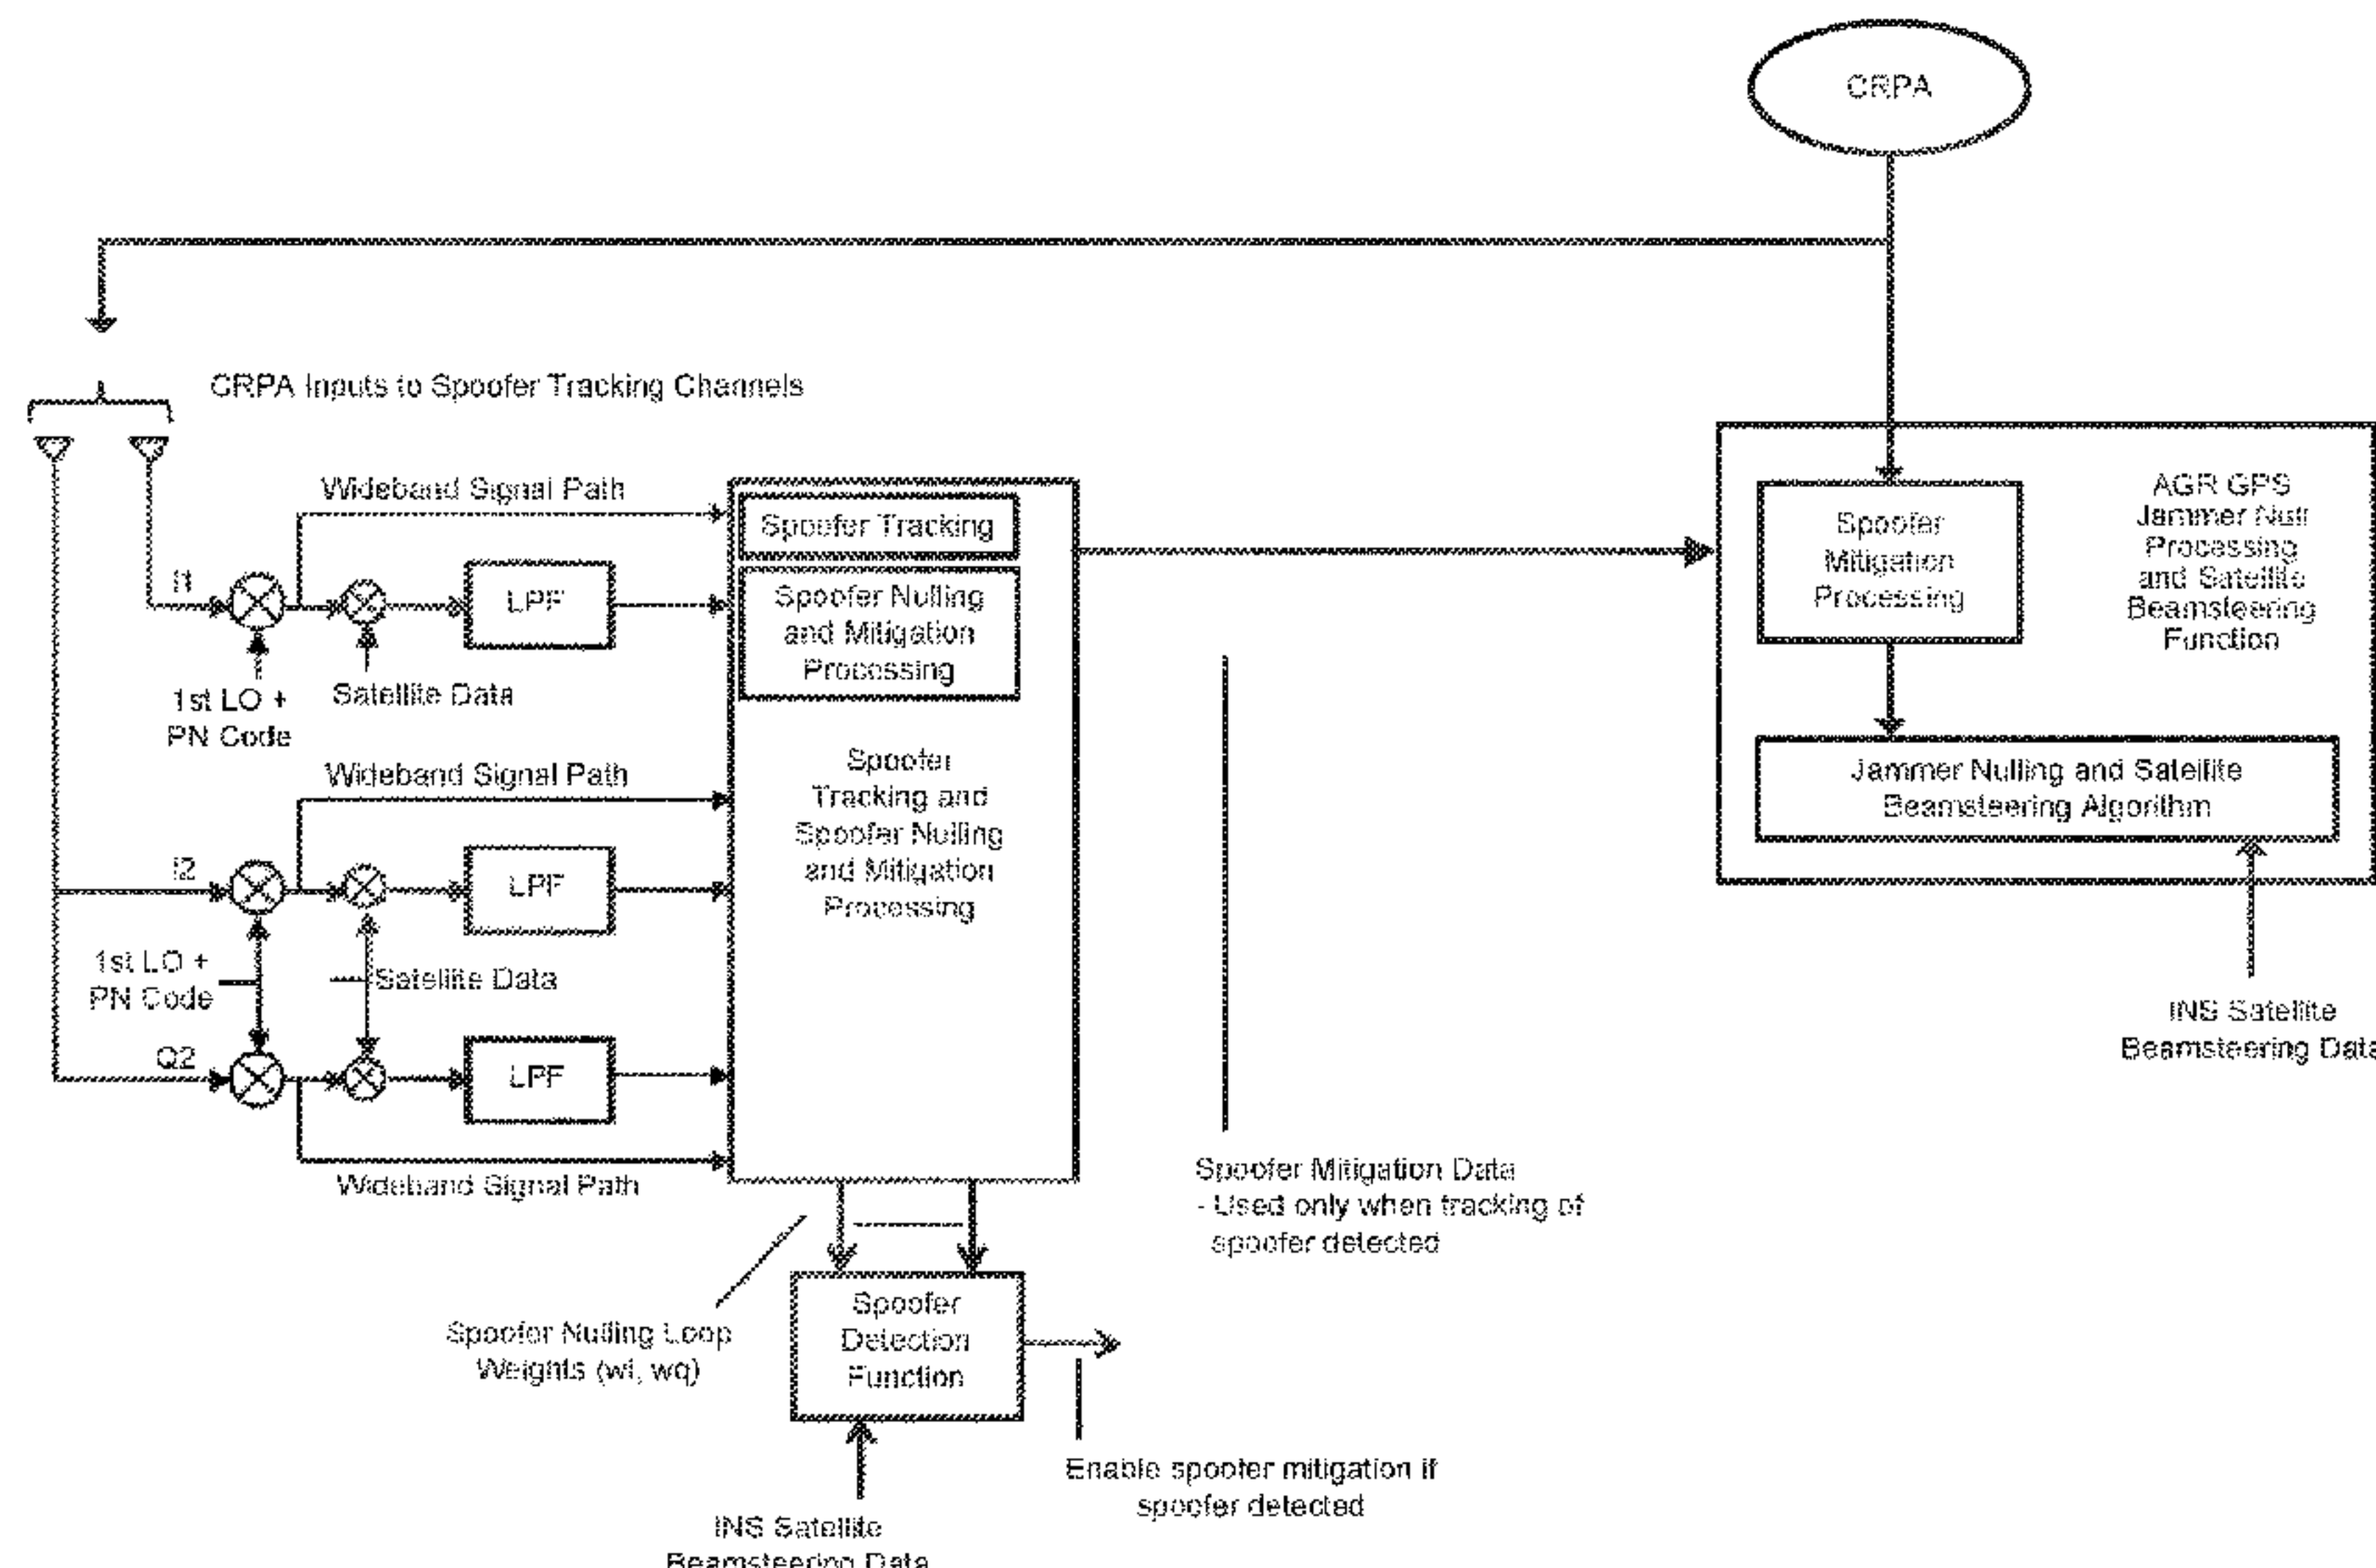 CRPA
CRPA Inputs to Spoofer Tracking Channels
Wideband Signal Path
I1
LPF
1st LO +
PN Code
Satellite Data
Spoofer Tracking
Spoofer Nulling
and Mitigation
Processing
Spoofer
Mitigation
Processing
AGR GPS
Jammer Null
Processing
and Satellite
Beamsteering
Function
Jammer Nulling and Satellite
Beamsteering Algorithm
INS Satellite
Beamsteering Data
Wideband Signal Path
I2
LPF
Spoofer
Tracking and
Spoofer Nulling
and Mitigation
Processing
1st LO +
PN Code
Satellite Data
Q2
LPF
Wideband Signal Path
Spoofer Mitigation Data
- Used only when tracking of
spoofer detected
Spoofer Nulling Loop
Weights (wi, wq)
Spoofer
Detection
Function
Enable spoofer mitigation if
spoofer detected
INS Satellite
Beamsteering Data